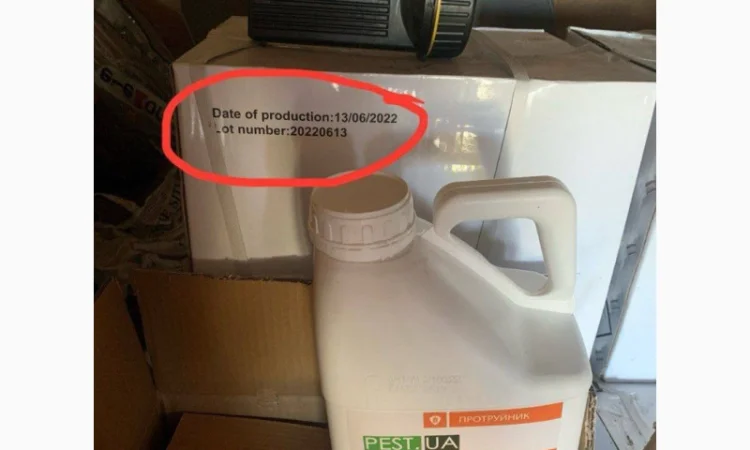 Date of production:13/06/2022
Lot number:20220613
ПРОТРУЙНИК
PEST.UA